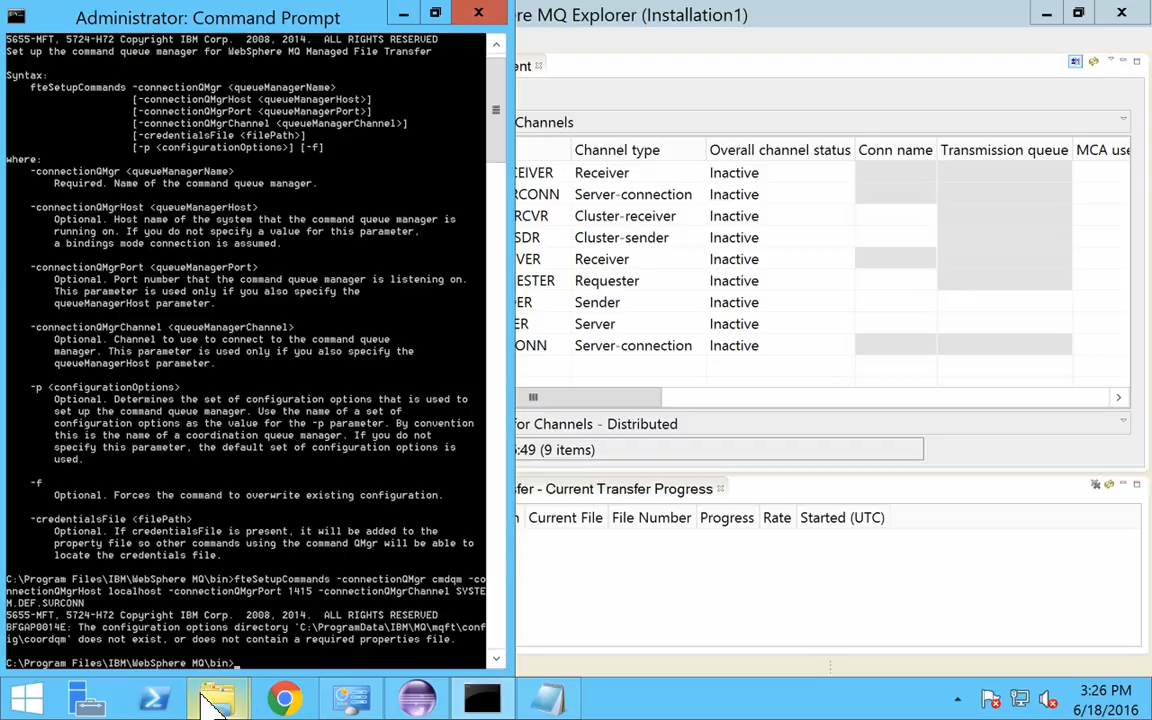 Administrator: Command Prompt
5655-MFT, 5724-H72 Copyright IBM Corp.  2008, 2014.  ALL RIGHTS RESERVED
Set up the command queue manager for WebSphere MQ Managed File Transfer
Syntax:
fteSetupCommands -connectionQMgr <queueManagerName>
[-connectionQMgrHost <queueManagerHost>]
[-connectionQMgrPort <queueManagerPort>]
[-connectionQMgrChannel <queueManagerChannel>]
[-credentialsFile <filePath>]
[-p <configurationOptions>] [-f]
where:
-connectionQMgr <queueManagerName>
Required. Name of the command queue manager.
-connectionQMgrHost <queueManagerHost>
Optional. Host name of the system that the command queue manager is
running on. If you do not specify a value for this parameter,
a bindings mode connection is assumed.
-connectionQMgrPort <queueManagerPort>
Optional. Port number that the command queue manager is listening on.
This parameter is used only if you also specify the
queueManagerHost parameter.
-connectionQMgrChannel <queueManagerChannel>
Optional. Channel to use to connect to the command queue
manager. This parameter is used only if you also specify the
queueManagerHost parameter.
-p <configurationOptions>
Optional. Determines the set of configuration options that is used to
set up the command queue manager. Use the name of a set of
configuration options as the value for the -p parameter. By convention
this is the name of a coordination queue manager. If you do not
specify this parameter, the default set of configuration options is
used.
-f
Optional. Forces the command to overwrite existing configuration.
-credentialsFile <filePath>
Optional. If credentialsFile is present, it will be added to the
property file so other commands using the command QMgr will be able to
locate the credentials file.
C:\Program Files\IBM\WebSphere MQ\bin>fteSetupCommands -connectionQMgr cmdqm -co
nnectionQMgrHost localhost -connectionQMgrPort 1415 -connectionQMgrChannel SYSTE
M.DEF.SURCONN
5655-MFT, 5724-H72 Copyright IBM Corp.  2008, 2014.  ALL RIGHTS RESERVED
BFGAP0014E: The configuration options directory 'C:\ProgramData\IBM\MQ\mqft\conf
ig\coordqm' does not exist, or does not contain a required properties file.
C:\Program Files\IBM\WebSphere MQ\bin>_
re MQ Explorer (Installation1)
ent
Channels
Channel type Overall channel status Conn name Transmission queue MCA use
EIVER Receiver Inactive
RCONN Server-connection Inactive
RCVR Cluster-receiver Inactive
SDR Cluster-sender Inactive
VER Receiver Inactive
ESTER Requester Inactive
ER Sender Inactive
ER Server Inactive
ONN Server-connection Inactive
for Channels - Distributed
:49 (9 items)
sfer - Current Transfer Progress
Current File File Number Progress Rate Started (UTC)
3:26 PM
6/18/2016